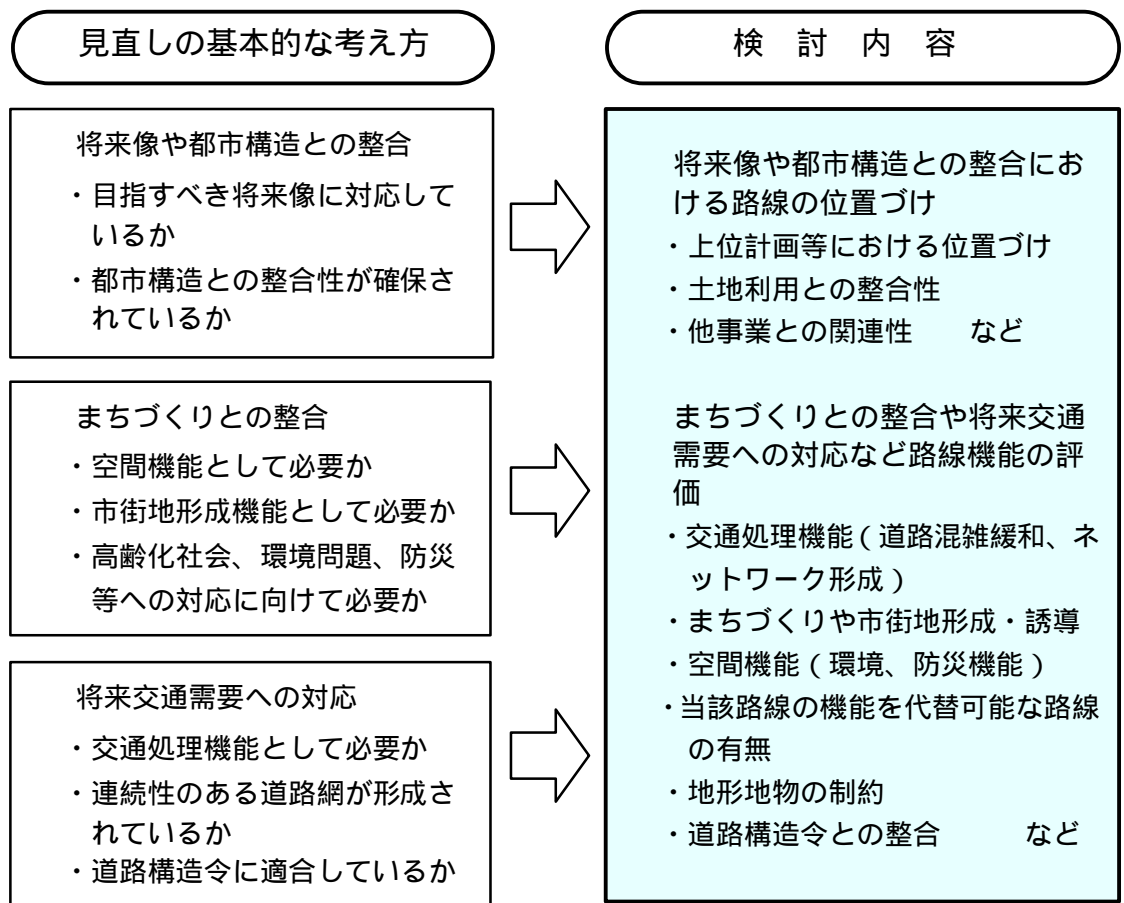 見直しの基本的な考え方
将来像や都市構造との整合
・目指すべき将来像に対応して
いるか
・都市構造との整合性が確保さ
れているか
まちづくりとの整合
・空間機能として必要か
・市街地形成機能として必要か
・高齢化社会、環境問題、防災
等への対応に向けて必要か
将来交通需要への対応
・交通処理機能として必要か
・連続性のある道路網が形成さ
れているか
・道路構造令に適合しているか
検 討 内 容
将来像や都市構造との整合にお
ける路線の位置づけ
・上位計画等における位置づけ
・土地利用との整合性
・他事業との関連性　　など
まちづくりとの整合や将来交通
需要への対応など路線機能の評
価
・交通処理機能(道路混雑緩和、ネ
ットワーク形成)
・まちづくりや市街地形成・誘導
・空間機能(環境、防災機能)
・当該路線の機能を代替可能な路線
の有無
・地形地物の制約
・道路構造令との整合　　　など